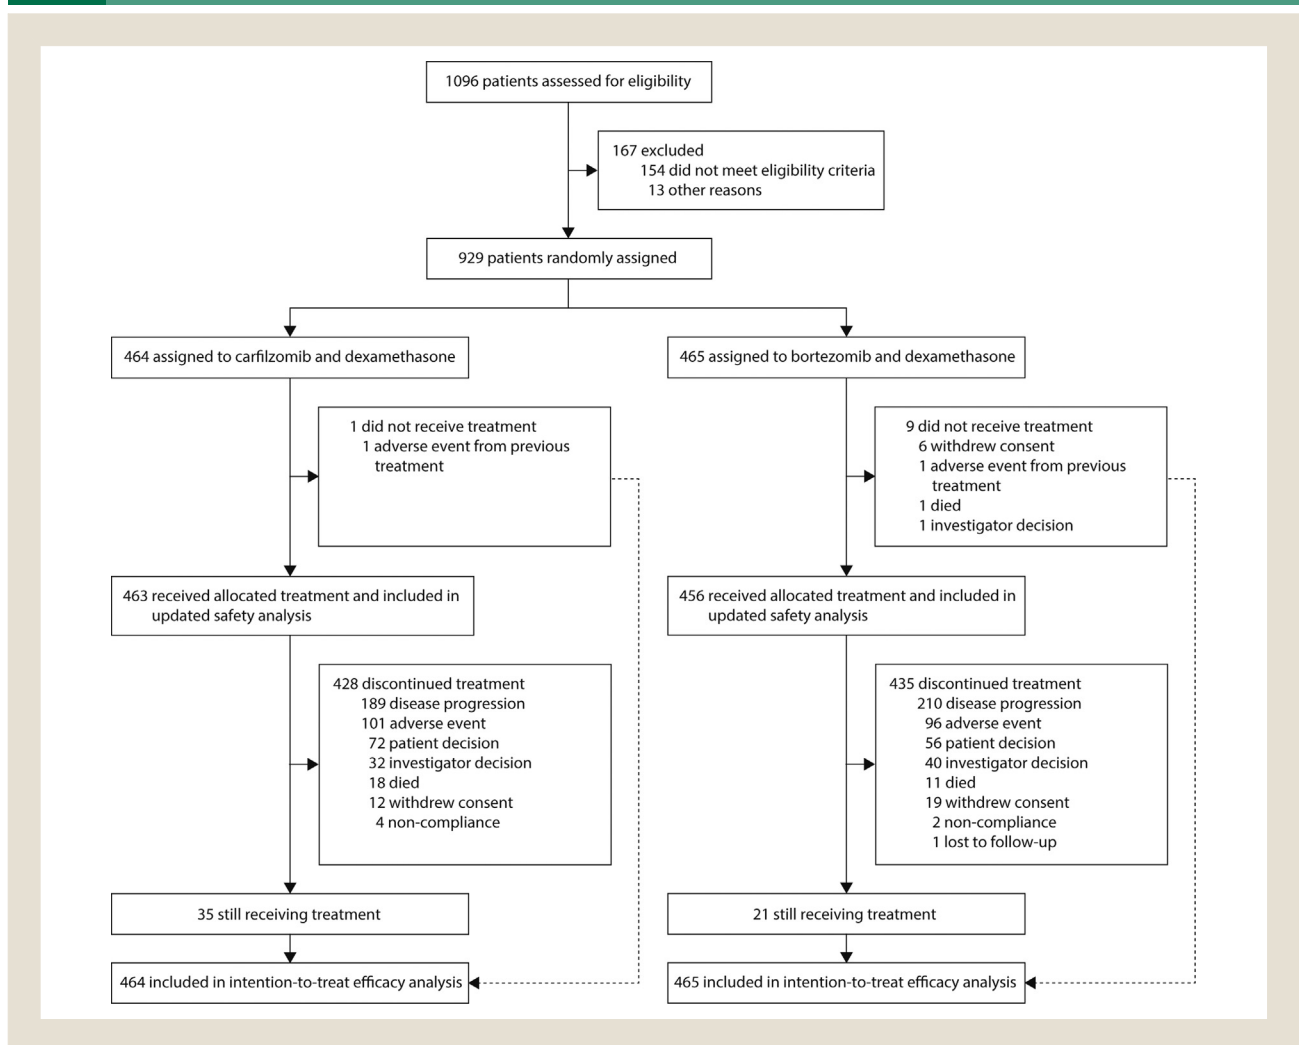 1096 patients assessed for eligibility
167 excluded
154 did not meet eligibility criteria
13 other reasons
929 patients randomly assigned
464 assigned to carfilzomib and dexamethasone
1 did not receive treatment
1 adverse event from previous
treatment
463 received allocated treatment and included in
updated safety analysis
428 discontinued treatment
189 disease progression
101 adverse event
72 patient decision
32 investigator decision
18 died
12 withdrew consent
4 non-compliance
35 still receiving treatment
464 included in intention-to-treat efficacy analysis
465 assigned to bortezomib and dexamethasone
9 did not receive treatment
6 withdrew consent
1 adverse event from previous
treatment
1 died
1 investigator decision
456 received allocated treatment and included in
updated safety analysis
435 discontinued treatment
210 disease progression
96 adverse event
56 patient decision
40 investigator decision
11 died
19 withdrew consent
2 non-compliance
1 lost to follow-up
21 still receiving treatment
465 included in intention-to-treat efficacy analysis